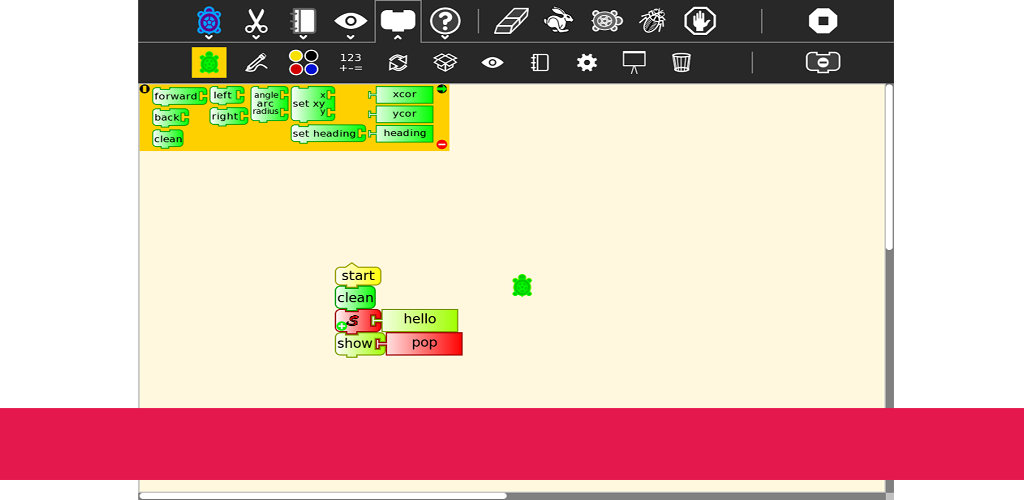 123
+-=
forward
left
angle
arc
radius
x
set xy
y
xcor
back
right
ycor
clean
set heading
heading
start
clean
hello
show
pop